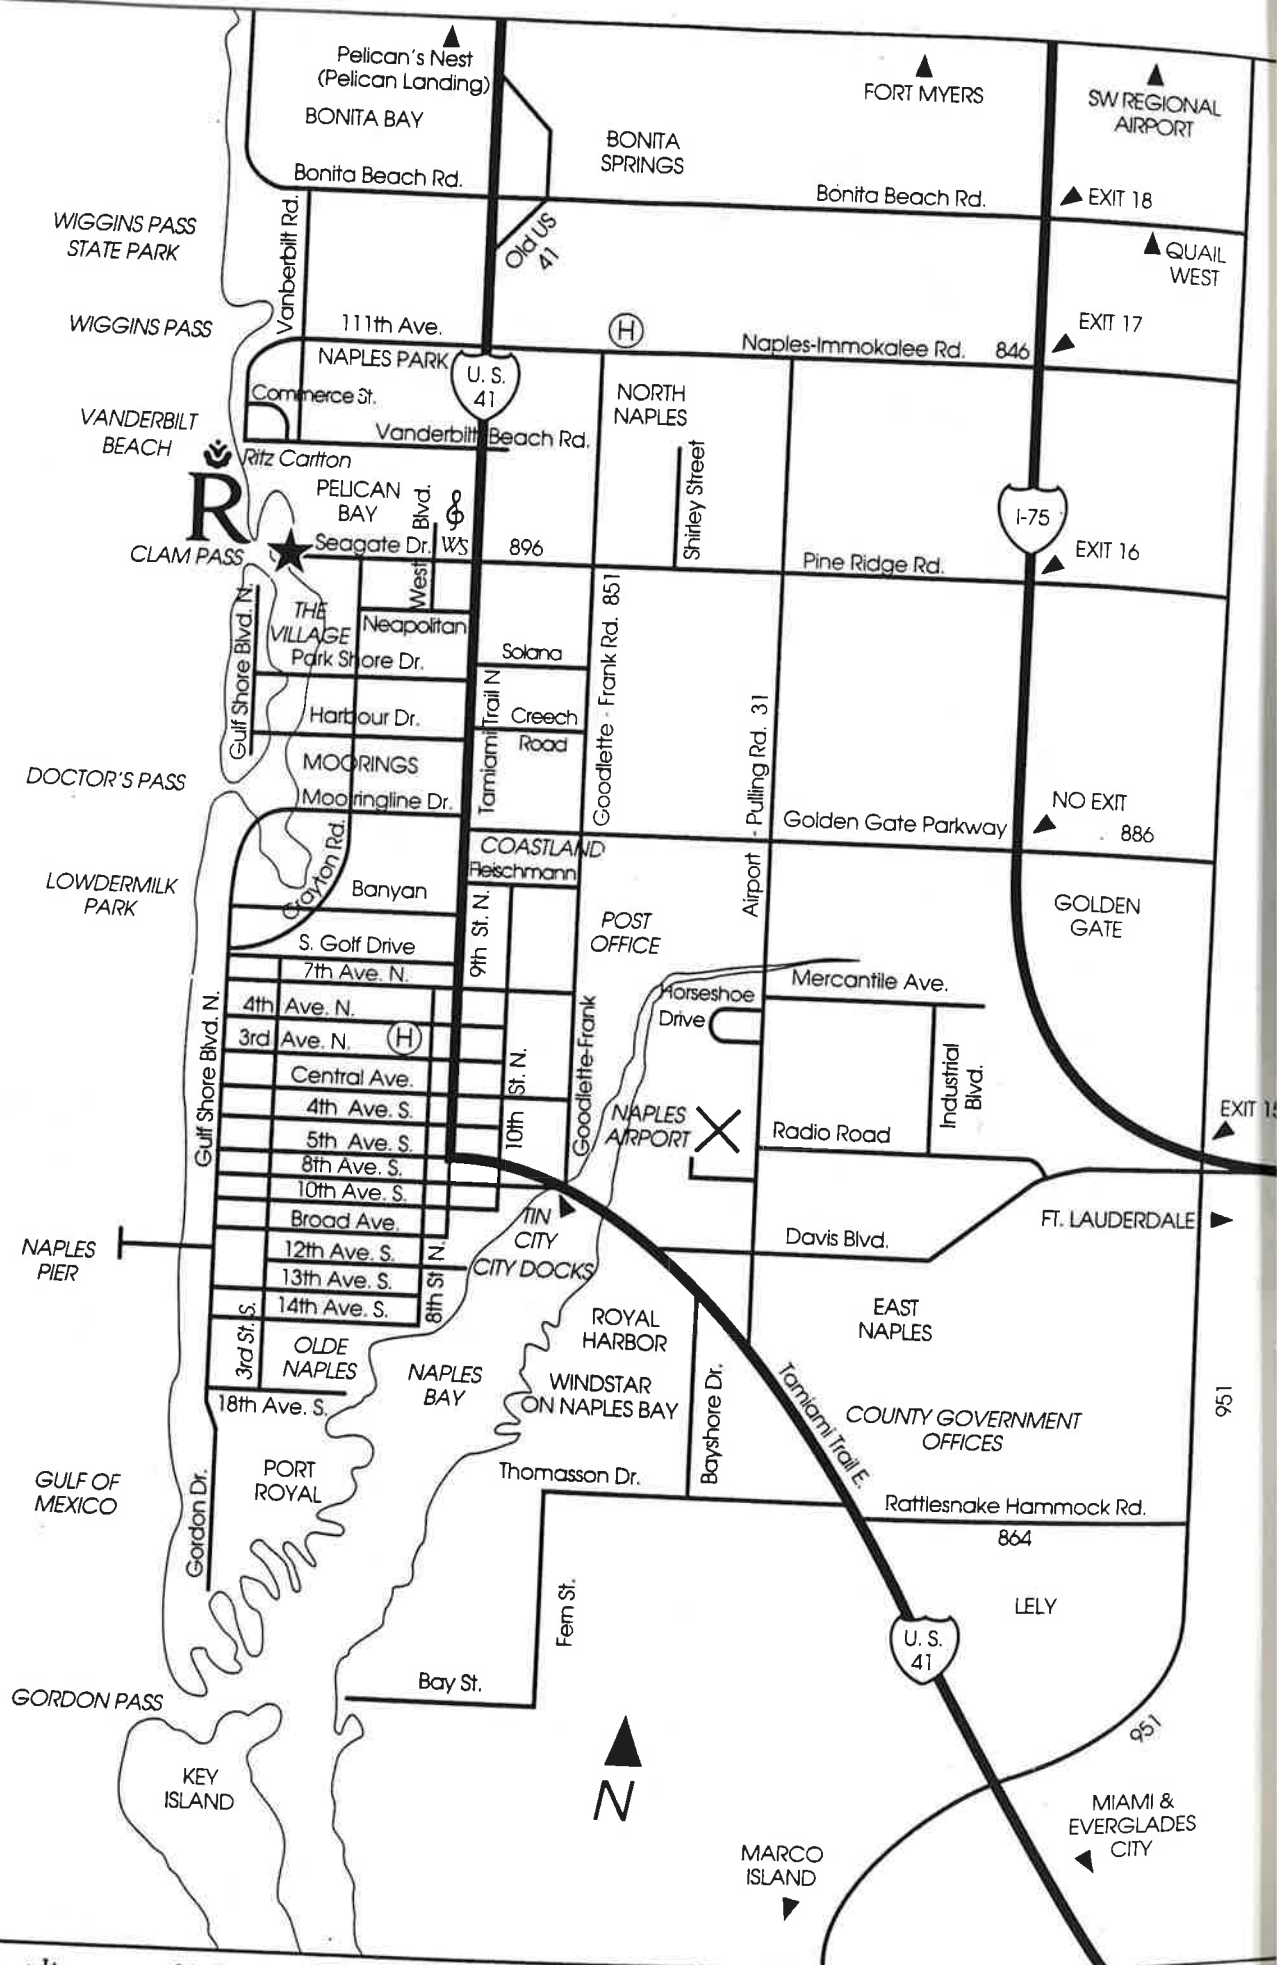 Pelican's Nest
(Pelican Landing)
BONITA BAY
FORT MYERS
SW REGIONAL
AIRPORT
BONITA
SPRINGS
Bonita Beach Rd.
Bonita Beach Rd.
EXIT 18
WIGGINS PASS
STATE PARK
Vanderbilt Rd.
Old US
41
QUAIL
WEST
WIGGINS PASS
111th Ave.
H
Naples-Immokalee Rd. 846
EXIT 17
NAPLES PARK
U. S.
41
Commerce St.
NORTH
NAPLES
VANDERBILT
BEACH
Vanderbilt Beach Rd.
Ritz Carlton
R
PELICAN
BAY
West Blvd.
Shirley Street
I-75
CLAM PASS
Seagate Dr.
WS
896
Pine Ridge Rd.
EXIT 16
Gulf Shore Blvd. N.
THE
VILLAGE
Neapolitan
Park Shore Dr.
Solana
Goodlette - Frank Rd. 851
Harbour Dr.
Tamiami Trail N
Creech
Road
Airport - Pulling Rd. 31
DOCTOR'S PASS
MOORINGS
Mooringline Dr.
Golden Gate Parkway
NO EXIT
886
COASTLAND
Fleischmann
LOWDERMILK
PARK
Crayton Rd.
Banyan
9th St. N.
POST
OFFICE
GOLDEN
GATE
S. Golf Drive
7th Ave. N.
Mercantile Ave.
Horseshoe
Drive
4th Ave. N.
3rd Ave. N.
H
Gulf Shore Blvd. N.
Central Ave.
10th St. N.
Goodlette-Frank
Industrial
Blvd.
4th Ave. S.
NAPLES
AIRPORT
EXIT 15
5th Ave. S.
Radio Road
8th Ave. S.
10th Ave. S.
Broad Ave.
TIN
CITY
FT. LAUDERDALE
NAPLES
PIER
12th Ave. S.
8th St N.
CITY DOCKS
Davis Blvd.
13th Ave. S.
14th Ave. S.
3rd St. S.
OLDE
NAPLES
ROYAL
HARBOR
EAST
NAPLES
NAPLES
BAY
WINDSTAR
ON NAPLES BAY
Bayshore Dr.
Tamiami Trail E.
951
18th Ave. S.
COUNTY GOVERNMENT
OFFICES
GULF OF
MEXICO
Gordon Dr.
PORT
ROYAL
Thomasson Dr.
Rattlesnake Hammock Rd.
864
Fern St.
LELY
U. S.
41
GORDON PASS
Bay St.
951
KEY
ISLAND
N
MIAMI &
EVERGLADES
CITY
MARCO
ISLAND